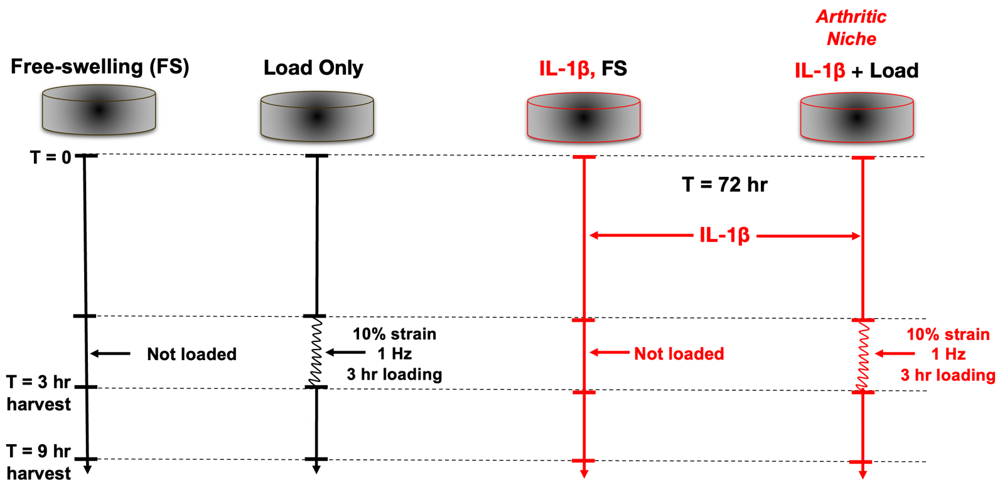 Arthritic
Niche
Free-swelling (FS)
Load Only
IL-1β, FS
IL-1β + Load
T = 0
T = 72 hr
IL-1β
Not loaded
10% strain
1 Hz
3 hr loading
Not loaded
10% strain
1 Hz
3 hr loading
T = 3 hr
harvest
T = 9 hr
harvest